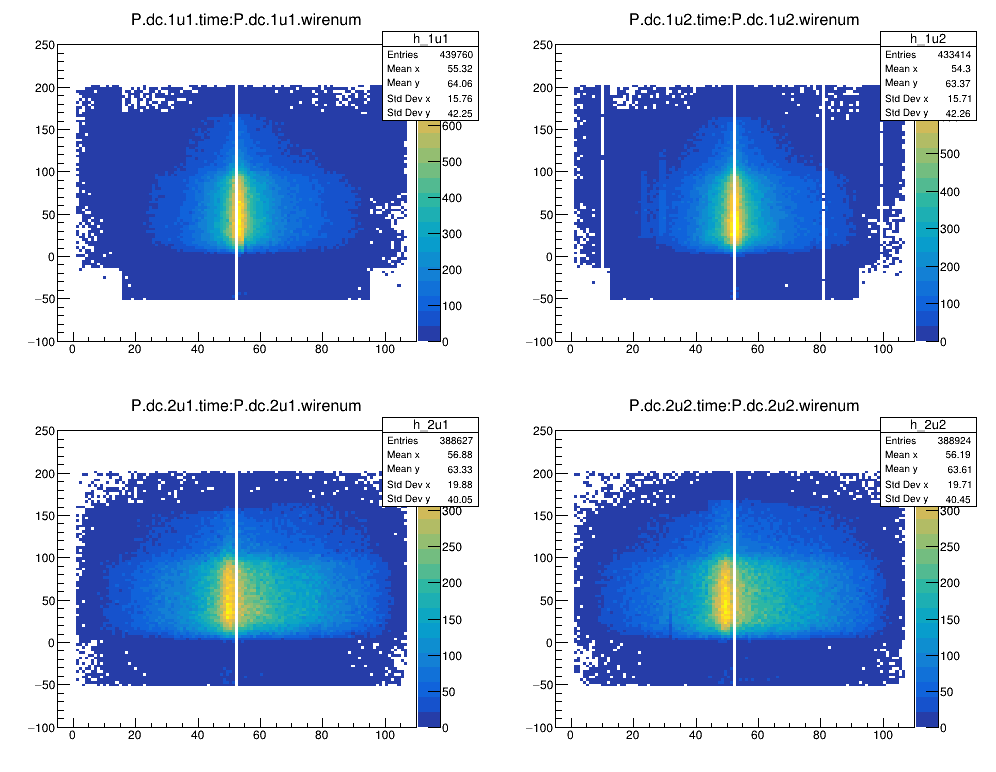 P.dc.1u1.time:P.dc.1u1.wirenum
h_1u1
Entries 439760
Mean x 55.32
Mean y 64.06
Std Dev x 15.76
Std Dev y 42.25
250
200
150
100
50
0
−50
−100
0 20 40 60 80 100
600
500
400
300
200
100
0
P.dc.1u2.time:P.dc.1u2.wirenum
h_1u2
Entries 433414
Mean x 54.3
Mean y 63.37
Std Dev x 15.71
Std Dev y 42.26
250
200
150
100
50
0
−50
−100
0 20 40 60 80 100
500
400
300
200
100
0
P.dc.2u1.time:P.dc.2u1.wirenum
h_2u1
Entries 388627
Mean x 56.88
Mean y 63.33
Std Dev x 19.88
Std Dev y 40.05
250
200
150
100
50
0
−50
−100
0 20 40 60 80 100
300
250
200
150
100
50
0
P.dc.2u2.time:P.dc.2u2.wirenum
h_2u2
Entries 388924
Mean x 56.19
Mean y 63.61
Std Dev x 19.71
Std Dev y 40.45
250
200
150
100
50
0
−50
−100
0 20 40 60 80 100
300
250
200
150
100
50
0